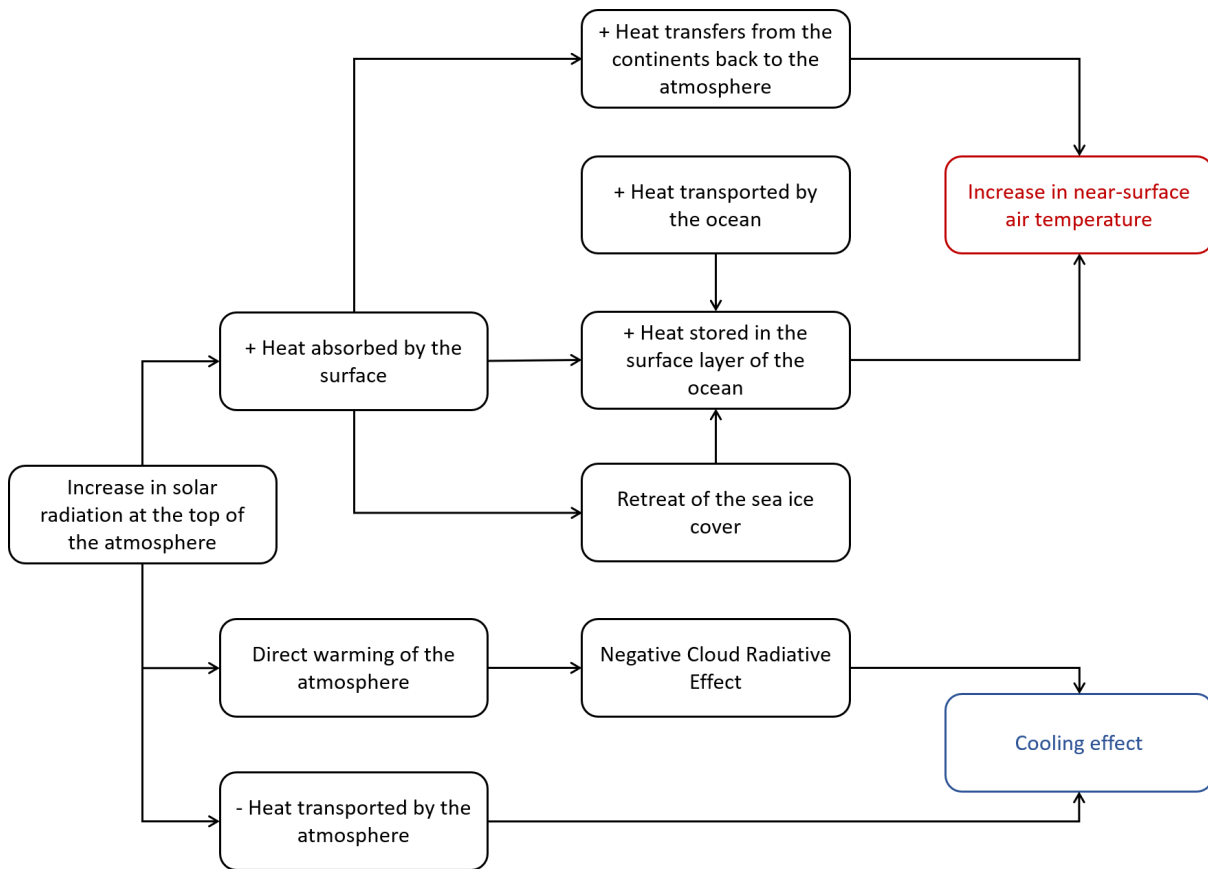 + Heat transfers from the
continents back to the
atmosphere
+ Heat transported by
the ocean
Increase in near-surface
air temperature
+ Heat absorbed by the
surface
+ Heat stored in the
surface layer of the
ocean
Increase in solar
radiation at the top of
the atmosphere
Retreat of the sea ice
cover
Direct warming of the
atmosphere
Negative Cloud Radiative
Effect
Cooling effect
- Heat transported by the
atmosphere